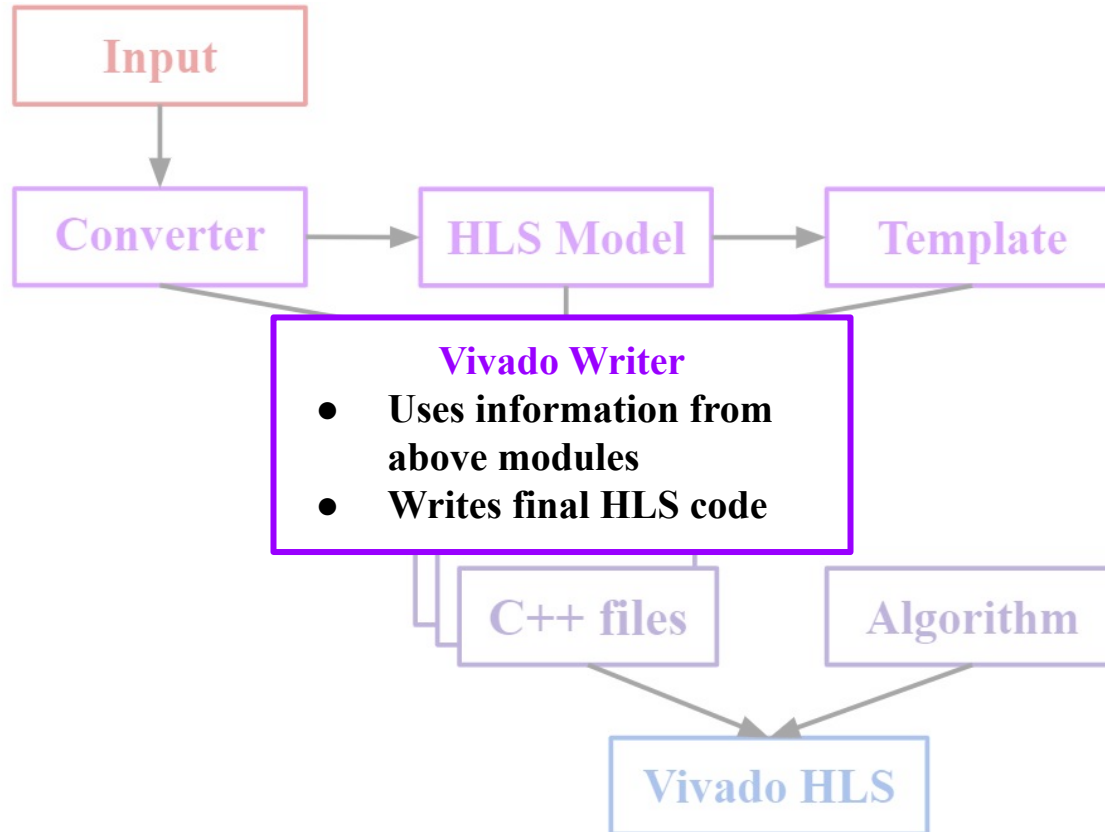 Input
Converter
HLS Model
Template
Vivado Writer
● Uses information from
above modules
● Writes final HLS code
C++ files
Algorithm
Vivado HLS